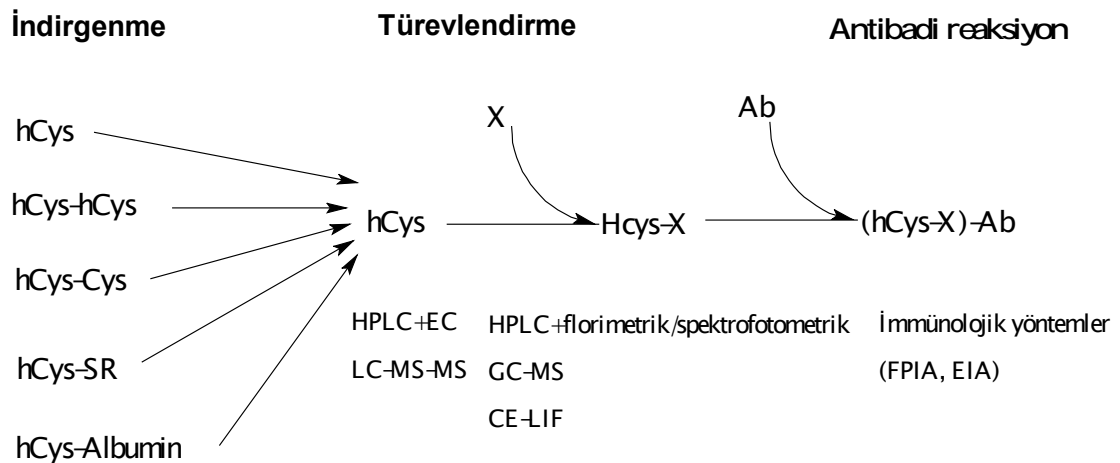 İndirgenme
Türevlendirme
Antibadi reaksiyon
hCys
hCys-hCys
hCys-Cys
hCys-SR
hCys-Albumin
hCys
X
Hcys-X
Ab
(hCys-X)-Ab
HPLC+EC
LC-MS-MS
HPLC+florimetrik/spektrofotometrik
GC-MS
CE-LIF
İmmünolojik yöntemler
(FPIA, EIA)